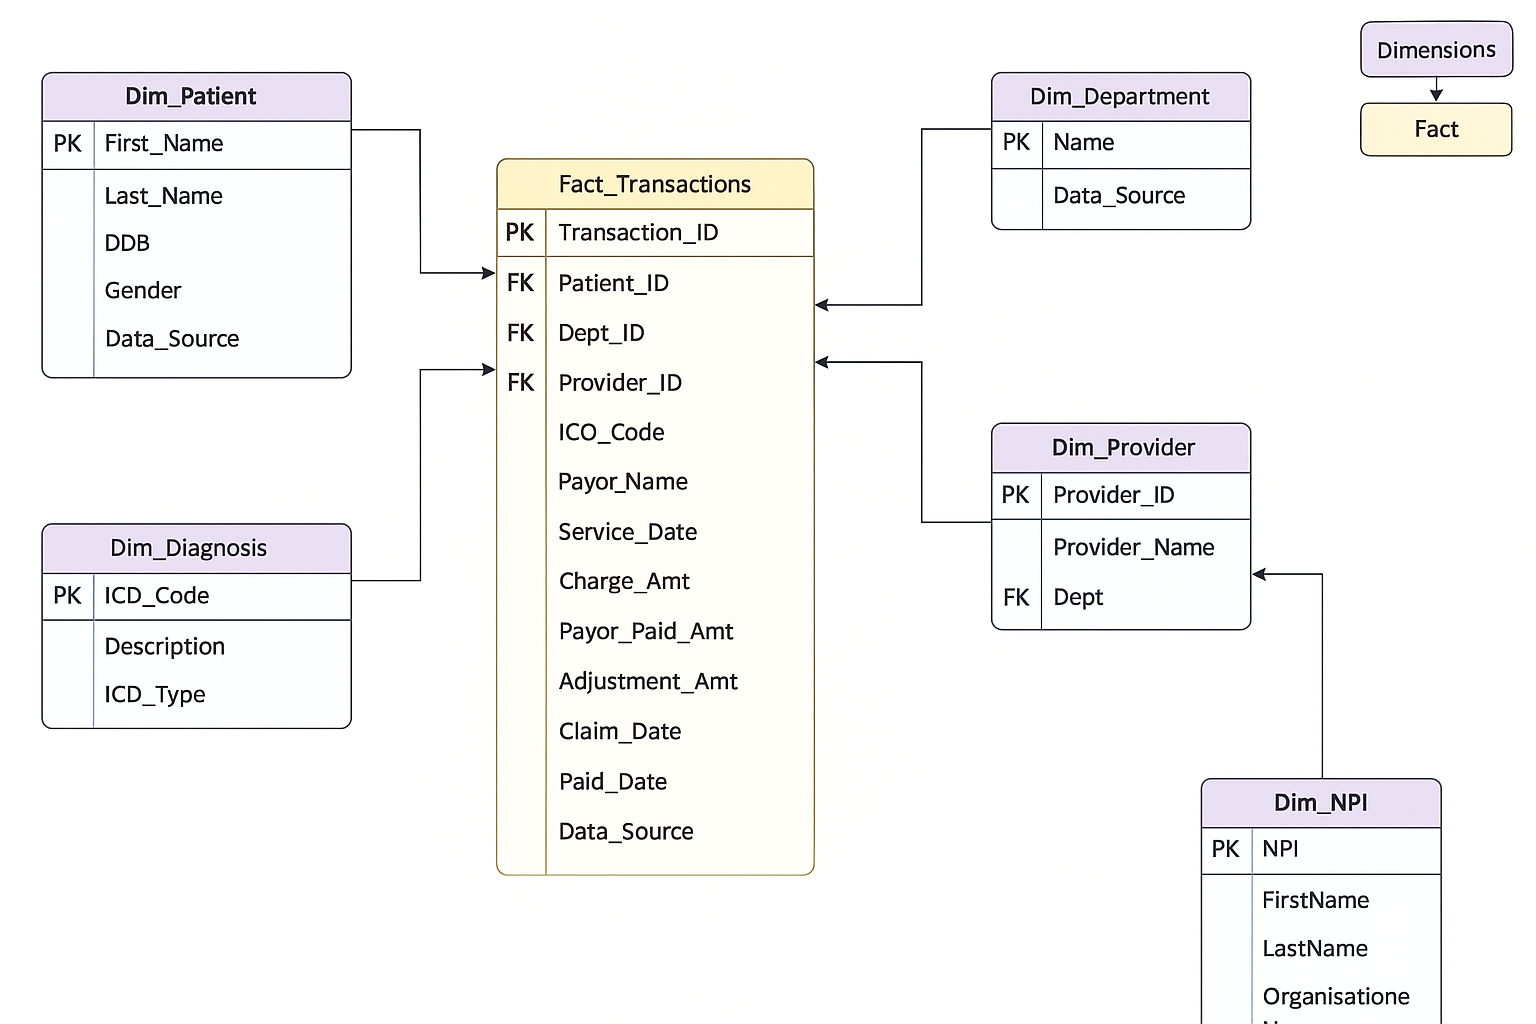 Dimensions
Fact
Dim_Patient
PK First_Name
Last_Name
DDB
Gender
Data_Source
Fact_Transactions
PK Transaction_ID
FK Patient_ID
FK Dept_ID
FK Provider_ID
ICO_Code
Payor_Name
Service_Date
Charge_Amt
Payor_Paid_Amt
Adjustment_Amt
Claim_Date
Paid_Date
Data_Source
Dim_Department
PK Name
Data_Source
Dim_Diagnosis
PK ICD_Code
Description
ICD_Type
Dim_Provider
PK Provider_ID
Provider_Name
FK Dept
Dim_NPI
PK NPI
FirstName
LastName
Organisatione